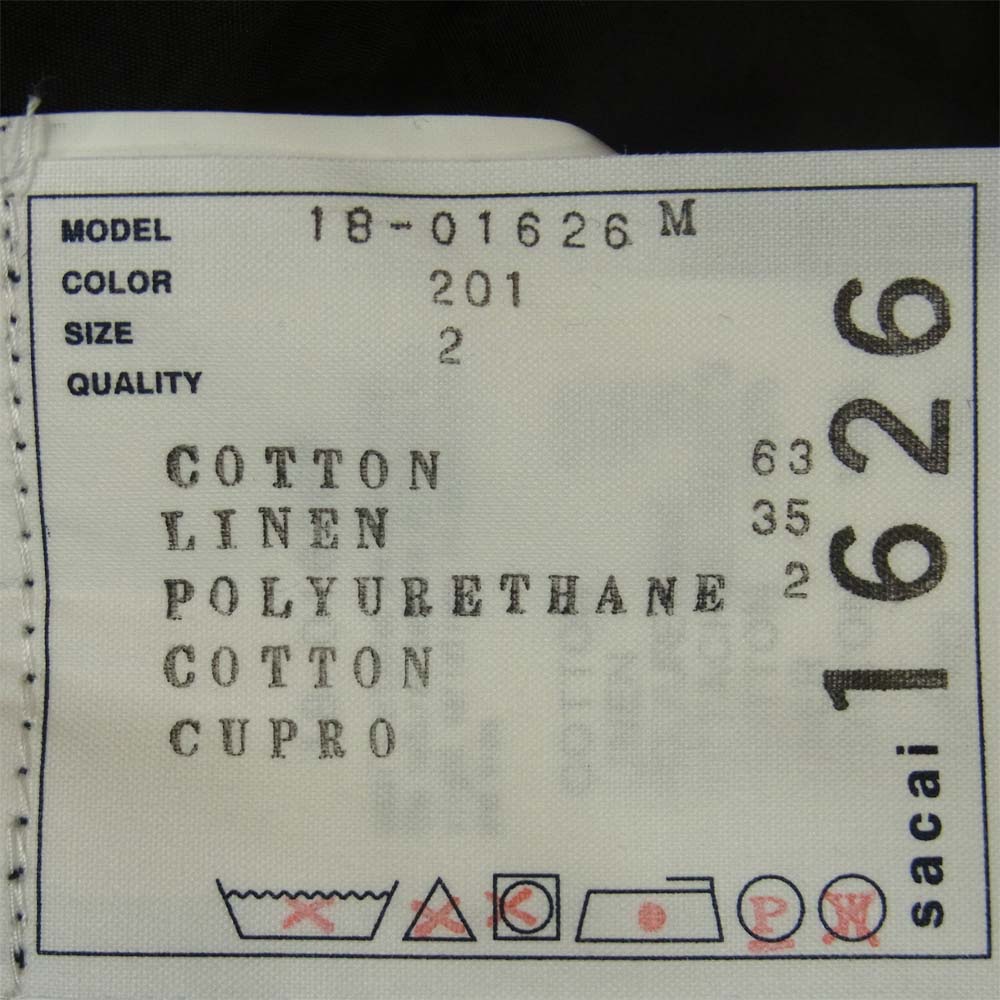 MODEL 18-01626 M
COLOR 201
SIZE 2
QUALITY
COTTON 63
LINEN 35
POLYURETHANE 2
COTTON
CUPRO
P W
sacai 1626